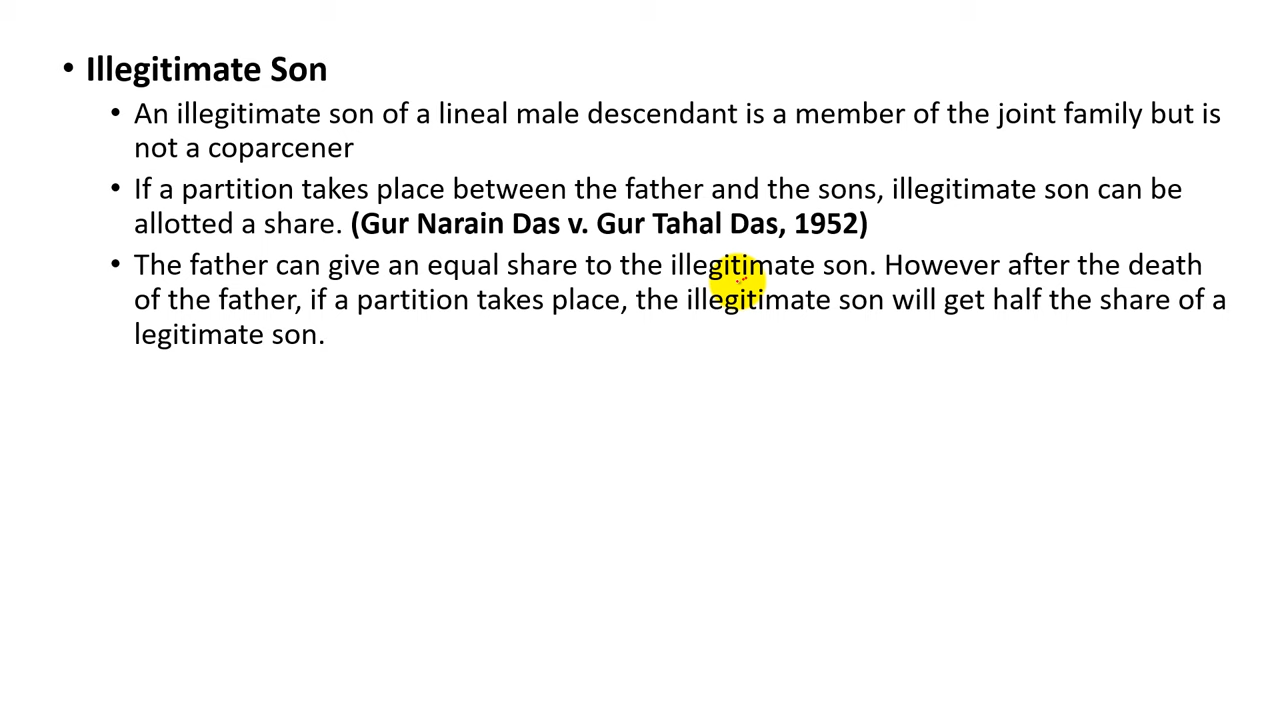 • Illegitimate Son
• An illegitimate son of a lineal male descendant is a member of the joint family but is
not a coparcener
• If a partition takes place between the father and the sons, illegitimate son can be
allotted a share. (Gur Narain Das v. Gur Tahal Das, 1952)
• The father can give an equal share to the illegitimate son. However after the death
of the father, if a partition takes place, the illegitimate son will get half the share of a
legitimate son.